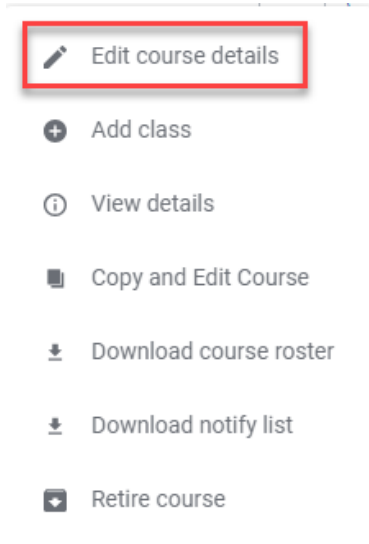 Edit course details
Add class
View details
Copy and Edit Course
Download course roster
Download notify list
Retire course